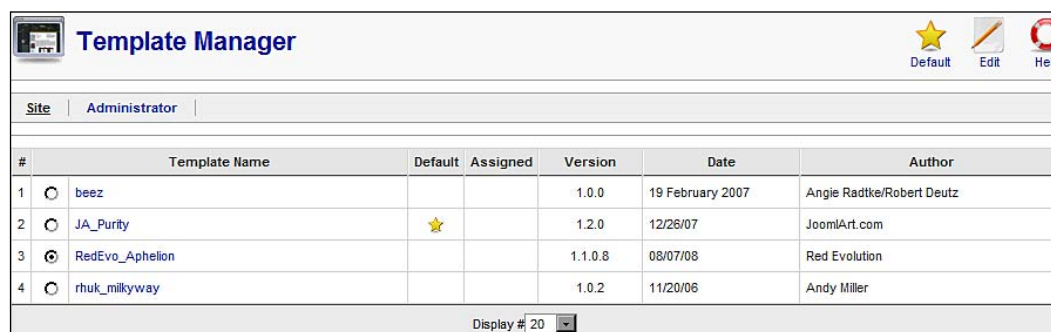 Template Manager
Default Edit
Site Administrator
# Template Name Default Assigned Version Date Author
1 beez 1.0.0 19 February 2007 Angie Radtke/Robert Deutz
2 JA_Purity 1.2.0 12/26/07 JoomlArt.com
3 RedEvo_Aphelion 1.1.0.8 08/07/08 Red Evolution
4 rhuk_milkyway 1.0.2 11/20/06 Andy Miller
Display # 20